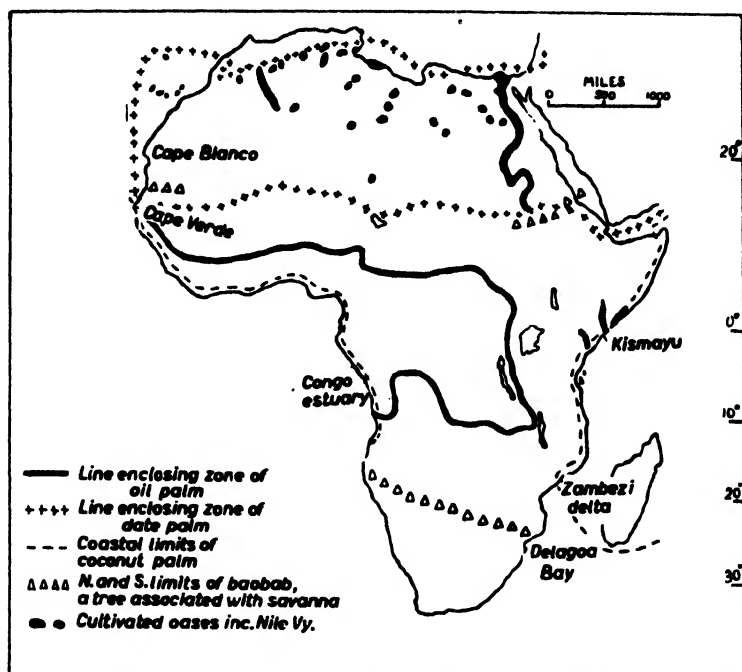 MILES
0 500 1000
20°
Cape Blanco
Cape Verde
0°
Kismayu
Congo
estuary
10°
Line enclosing zone of
oil palm
Line enclosing zone of
date palm
Coastal limits of
coconut palm
N. and S. limits of baobab,
a tree associated with savanna
Cultivated oases inc. Nile Vy.
Zambezi
delta
20°
Delagoa
Bay
30°